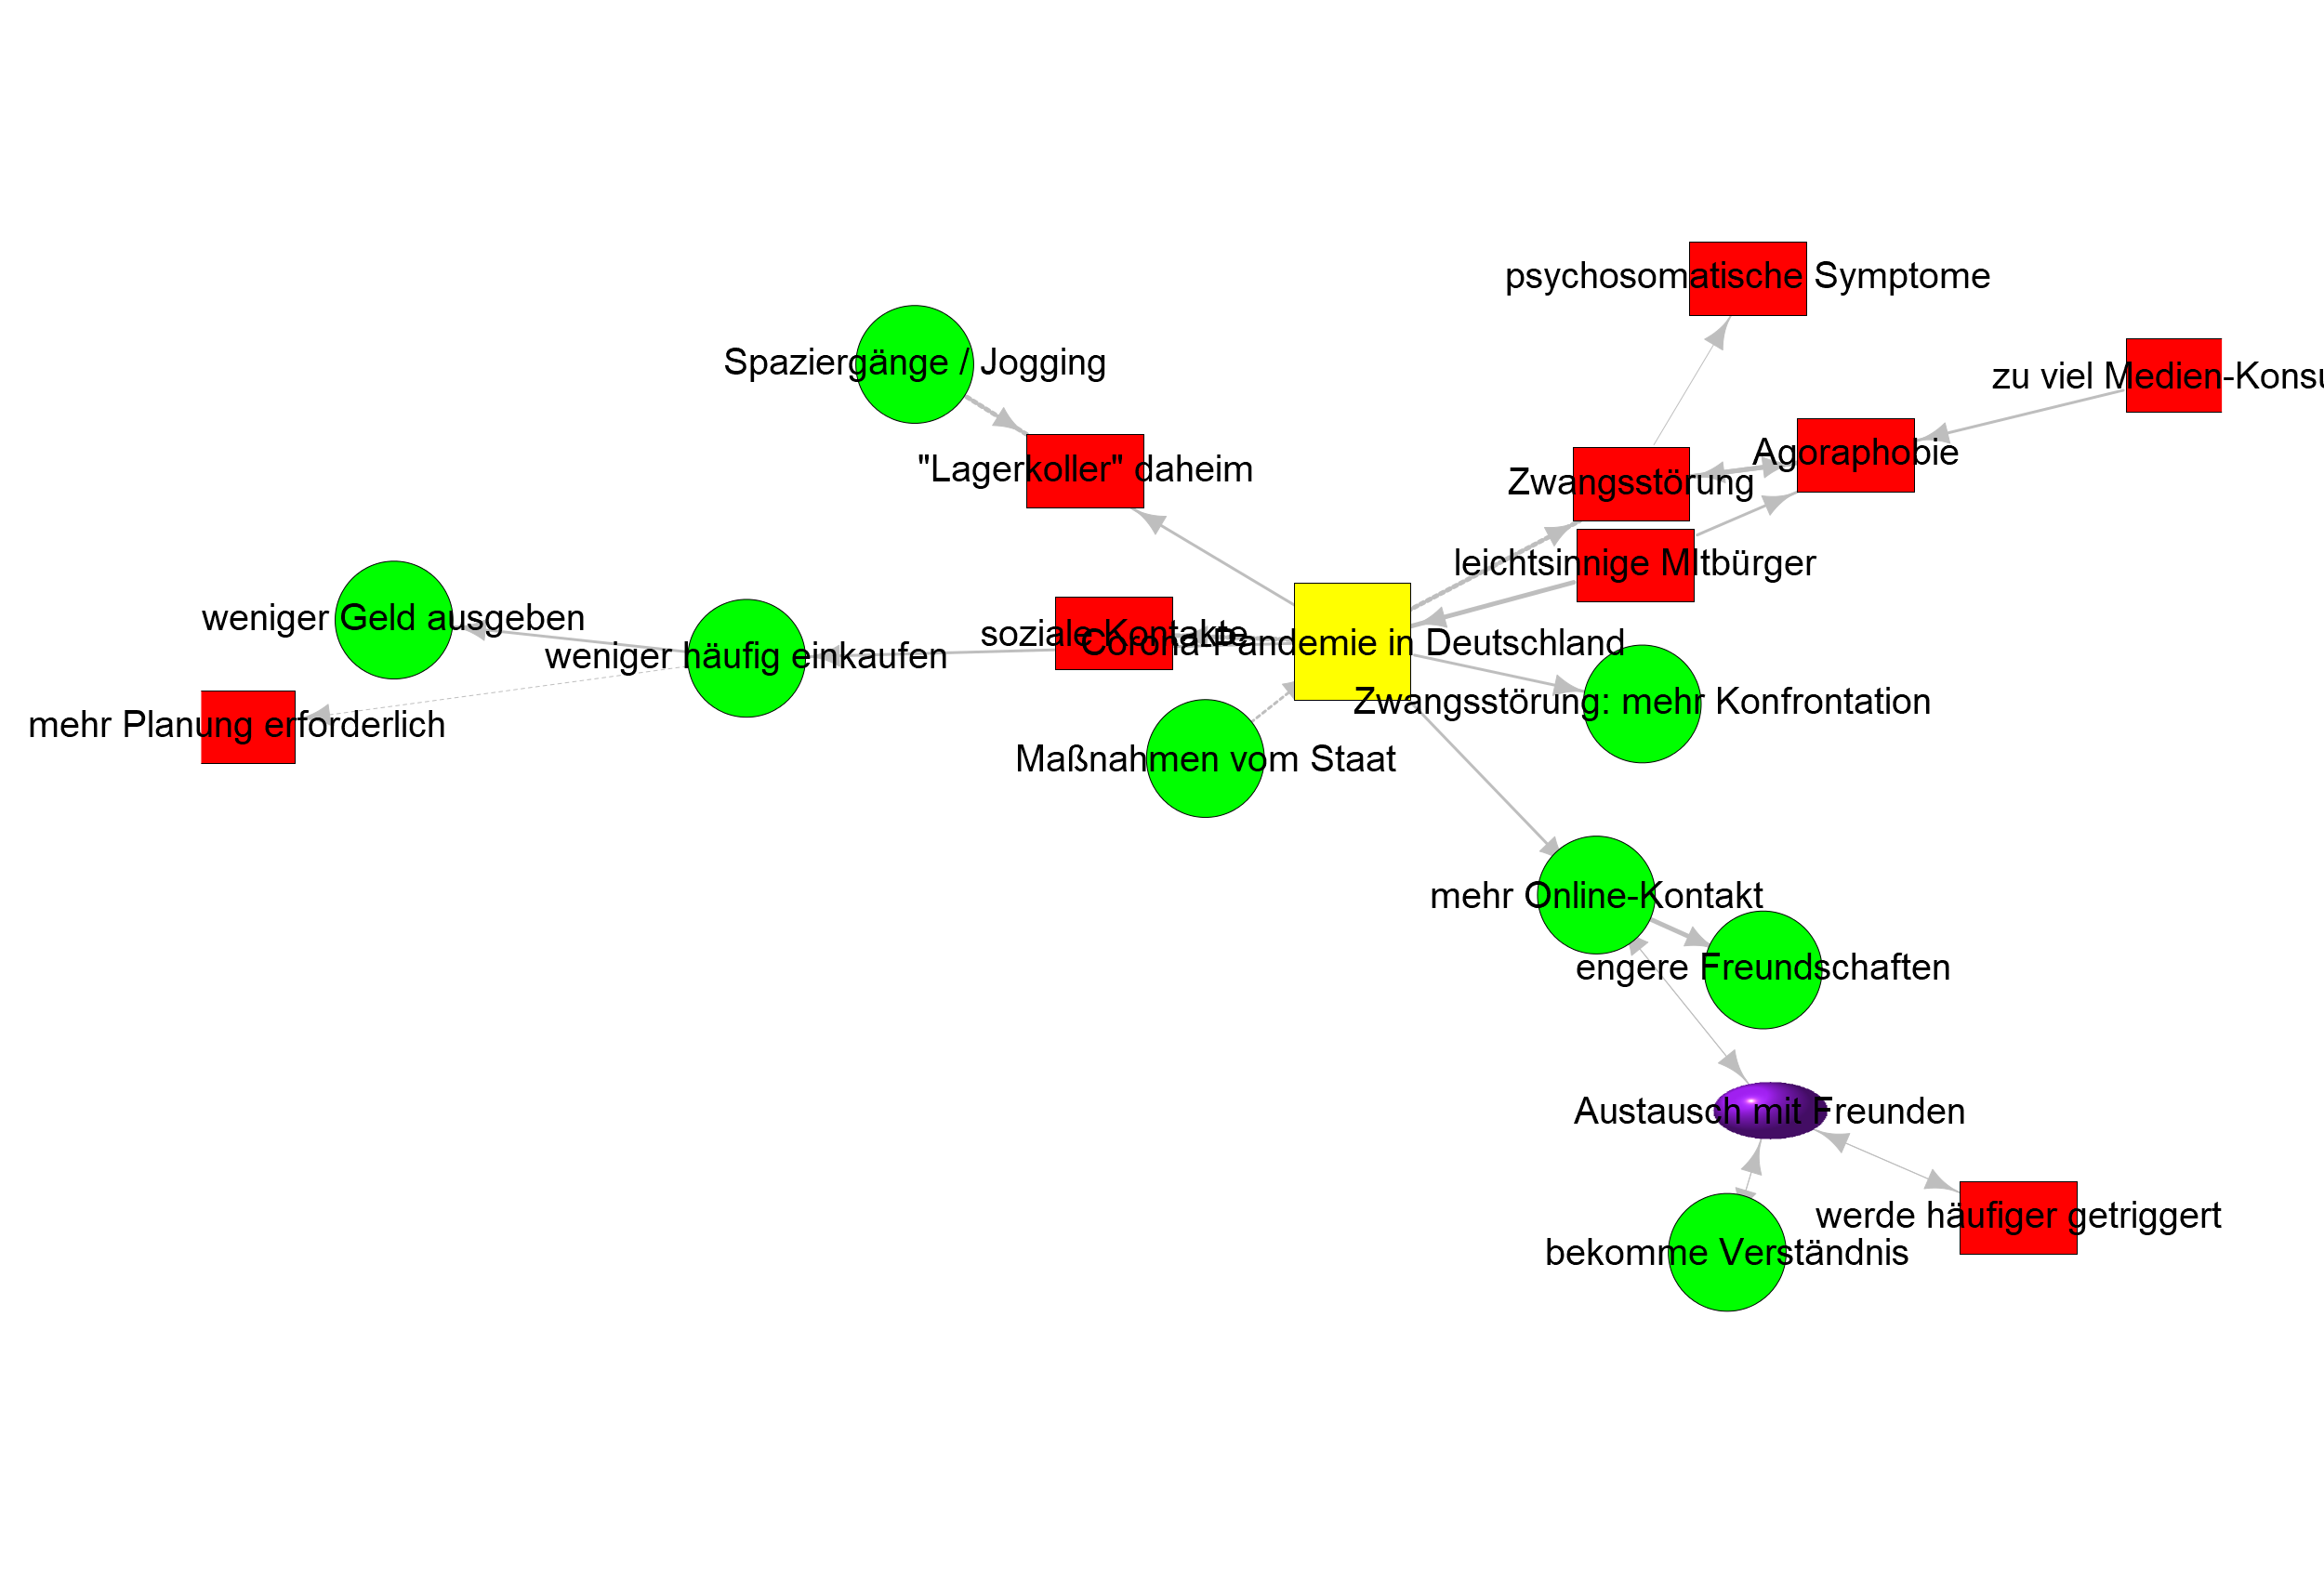 psychosomatische Symptome
Spaziergänge / Jogging
zu viel Medien-Konsu
Agoraphobie
"Lagerkoller" daheim
Zwangsstörung
leichtsinnige MItbürger
weniger Geld ausgeben
soziale Kontakte
Corona-Pandemie in Deutschland
weniger häufig einkaufen
Zwangsstörung: mehr Konfrontation
mehr Planung erforderlich
Maßnahmen vom Staat
mehr Online-Kontakt
engere Freundschaften
Austausch mit Freunden
werde häufiger getriggert
bekomme Verständnis